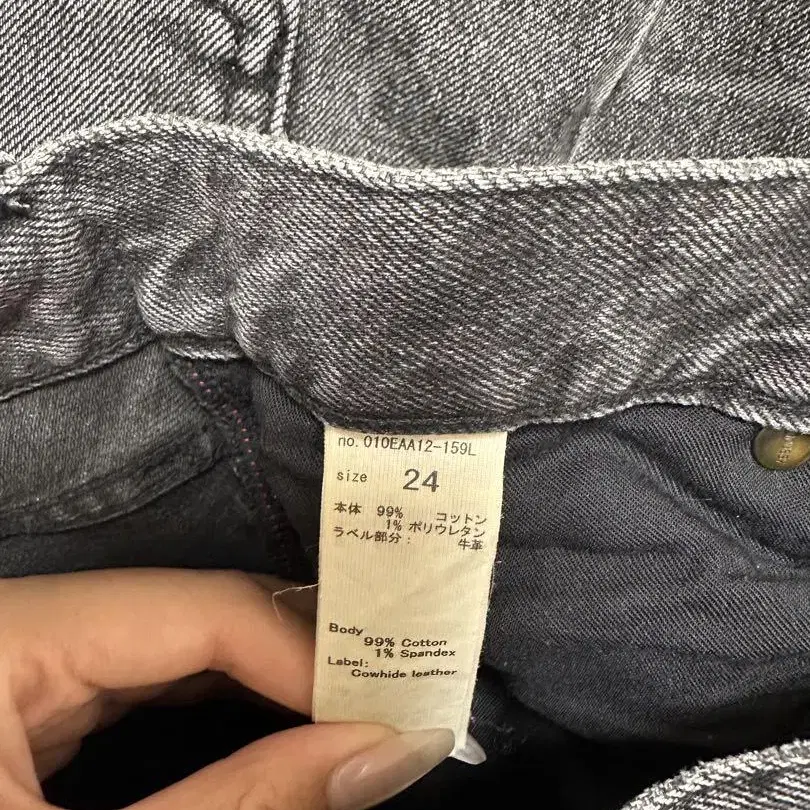 no. 010EAA12-159L
size 24
本体 99% コットン
1% ポリウレタン
ラベル部分: 牛革
Body
99% Cotton
1% Spandex
Label:
Cowhide leather